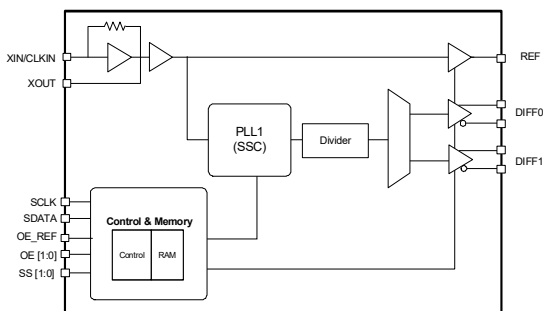 XIN/CLKIN
XOUT
REF
DIFF0
DIFF1
PLL1
(SSC)
Divider
SCLK
SDATA
OE_REF
OE [1:0]
SS [1:0]
Control & Memory
Control
RAM